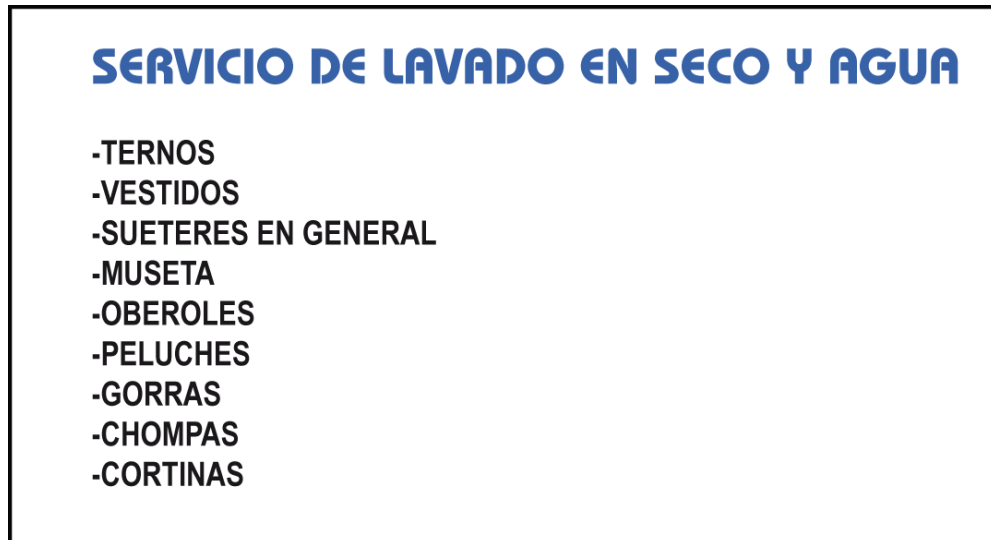 SERVICIO DE LAVADO EN SECO Y AGUA
-TERNOS
-VESTIDOS
-SUETERES EN GENERAL
-MUSETA
-OBEROLES
-PELUCHES
-GORRAS
-CHOMPAS
-CORTINAS